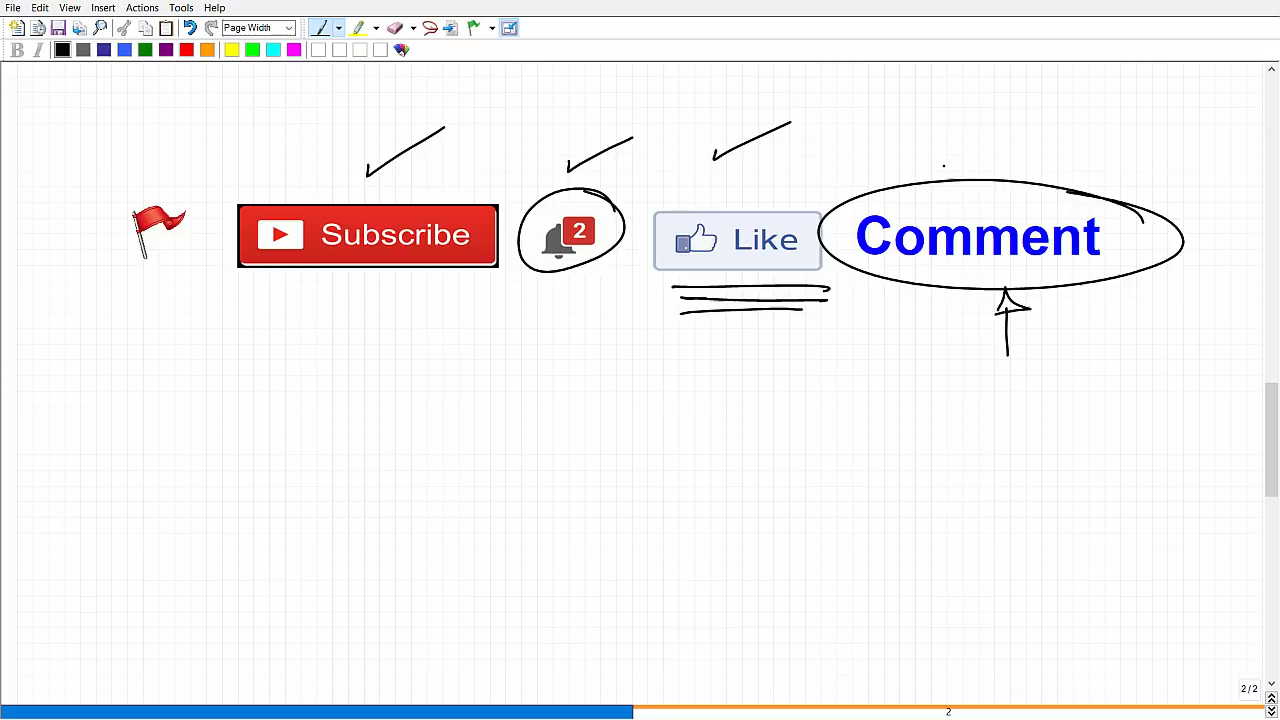 File Edit View Insert Actions Tools Help
Page Width
B I
Subscribe 2 Like Comment
2/2
2